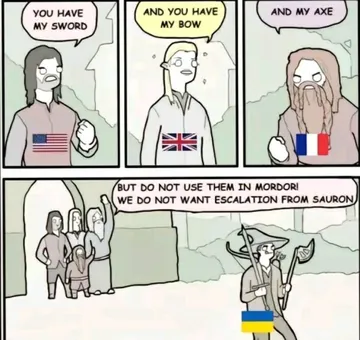 YOU HAVE
MY SWORD
AND YOU HAVE
MY BOW
AND MY AXE
BUT DO NOT USE THEM IN MORDOR!
WE DO NOT WANT ESCALATION FROM SAURON